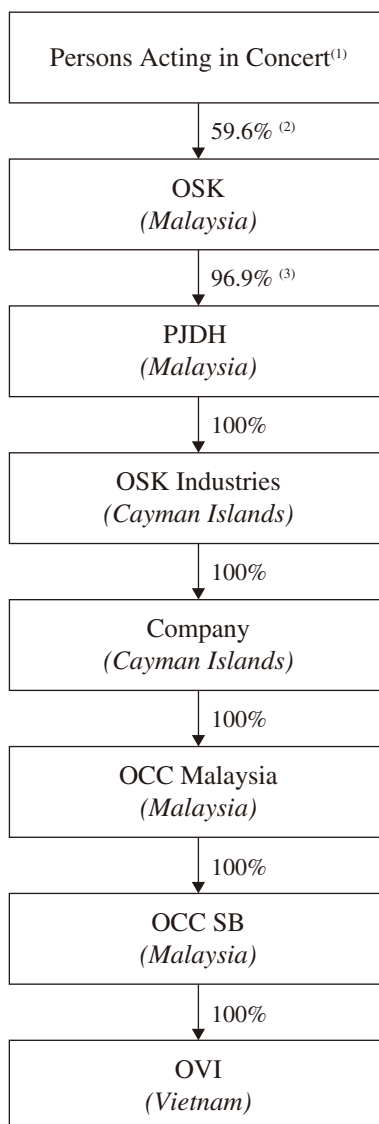 Persons Acting in Concert(1)
59.6% (2)
OSK
(Malaysia)
96.9% (3)
PJDH
(Malaysia)
100%
OSK Industries
(Cayman Islands)
100%
Company
(Cayman Islands)
100%
OCC Malaysia
(Malaysia)
100%
OCC SB
(Malaysia)
100%
OVI
(Vietnam)